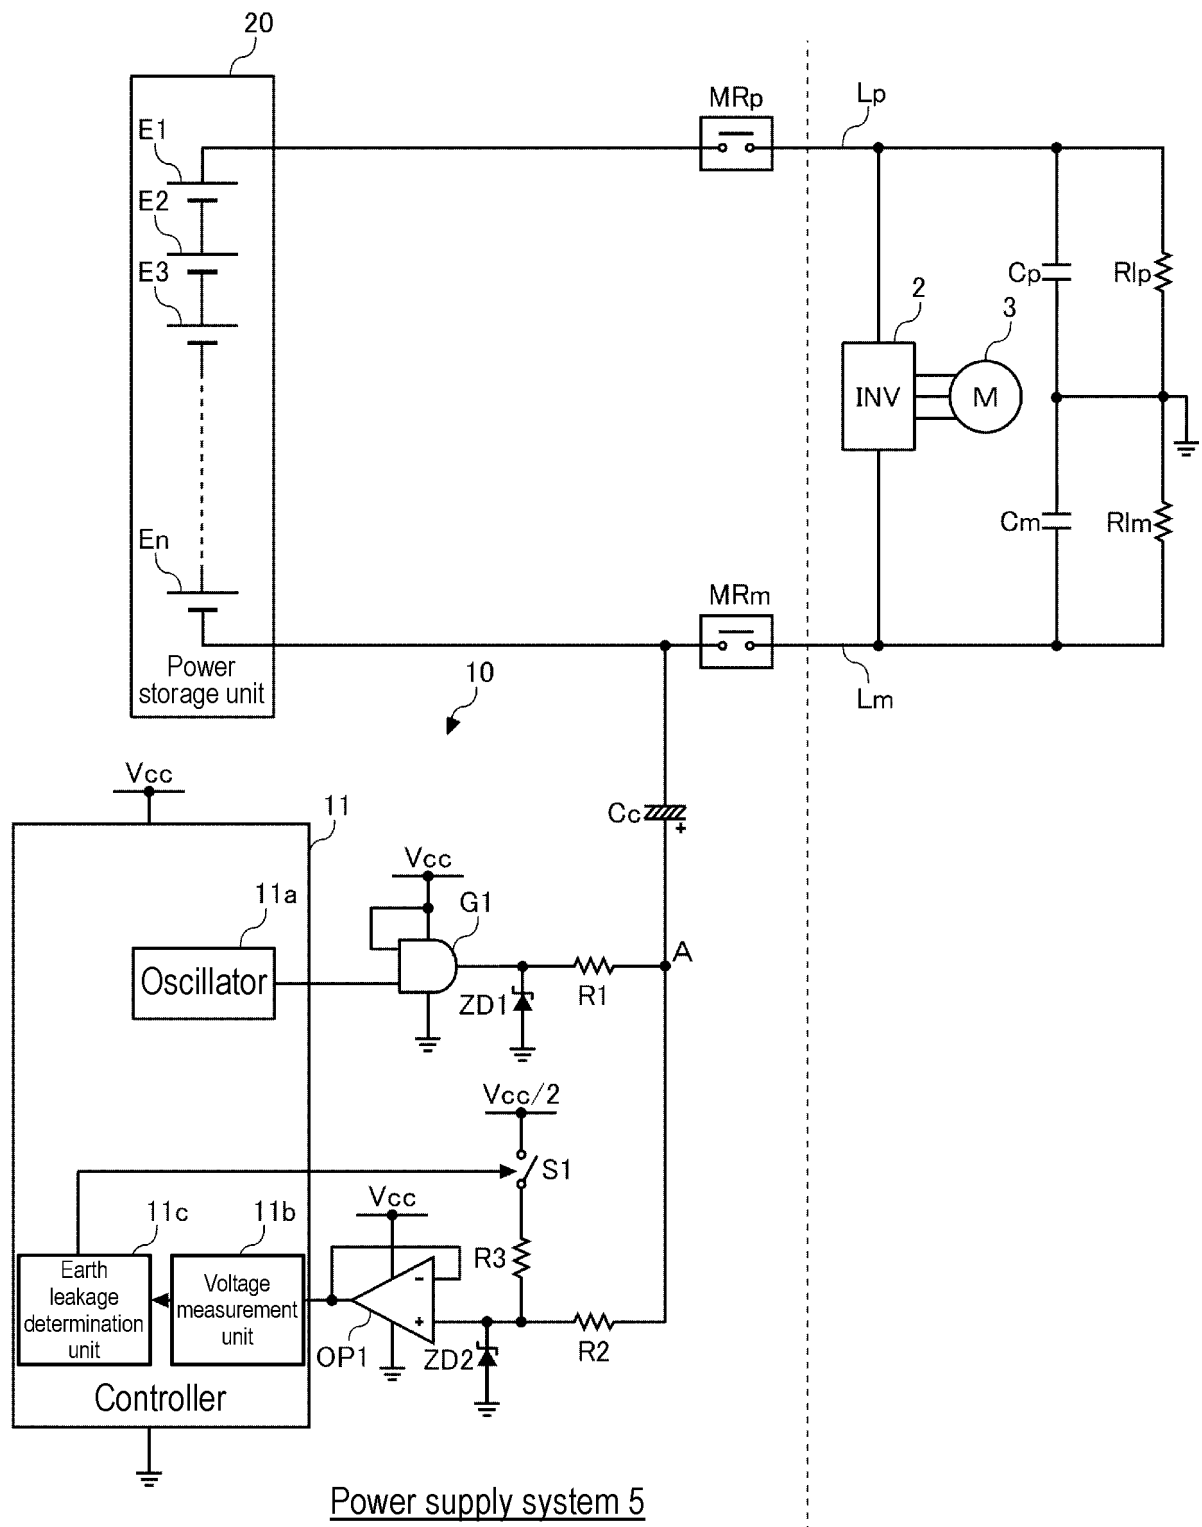 20
MRp
Lp
E1
E2
E3
Cp
Rlp
2
3
INV
M
En
Cm
Rlm
MRm
Power
storage unit
10
Lm
Vcc
11
Cc
+
Vcc
G1
11a
A
Oscillator
ZD1
R1
Vcc/2
S1
Vcc
11c
11b
R3
Earth
leakage
determination
unit
Voltage
measurement
unit
-
+
OP1
ZD2
R2
Controller
Power supply system 5